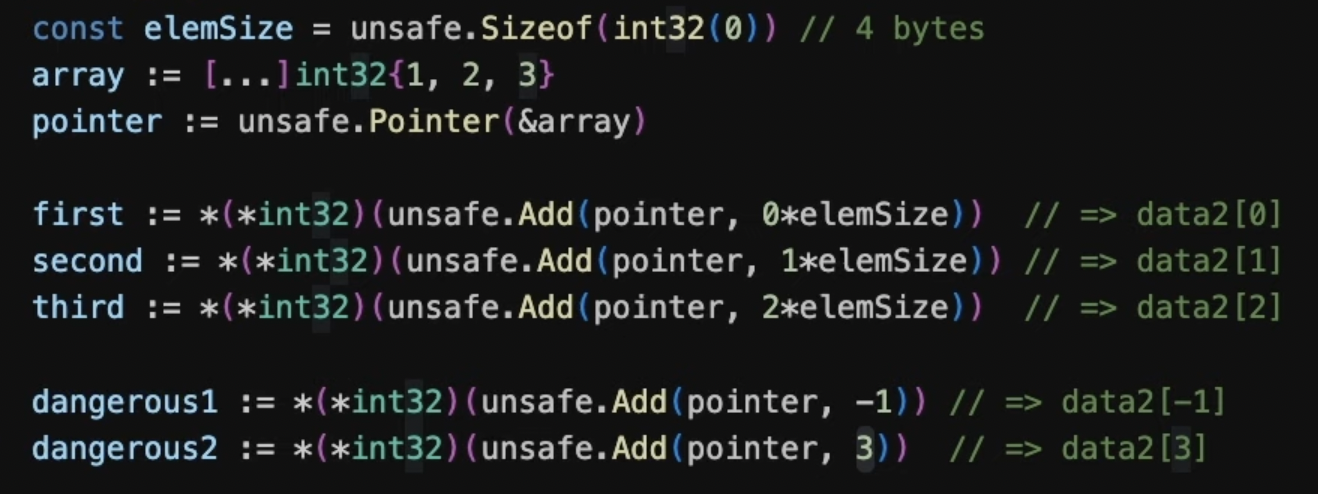 const elemSize = unsafe.Sizeof(int32(0)) // 4 bytes
array := [...]int32{1, 2, 3}
pointer := unsafe.Pointer(&array)
first := *(*int32)(unsafe.Add(pointer, 0*elemSize)) // => data2[0]
second := *(*int32)(unsafe.Add(pointer, 1*elemSize)) // => data2[1]
third := *(*int32)(unsafe.Add(pointer, 2*elemSize)) // => data2[2]
dangerous1 := *(*int32)(unsafe.Add(pointer, -1)) // => data2[-1]
dangerous2 := *(*int32)(unsafe.Add(pointer, 3)) // => data2[3]